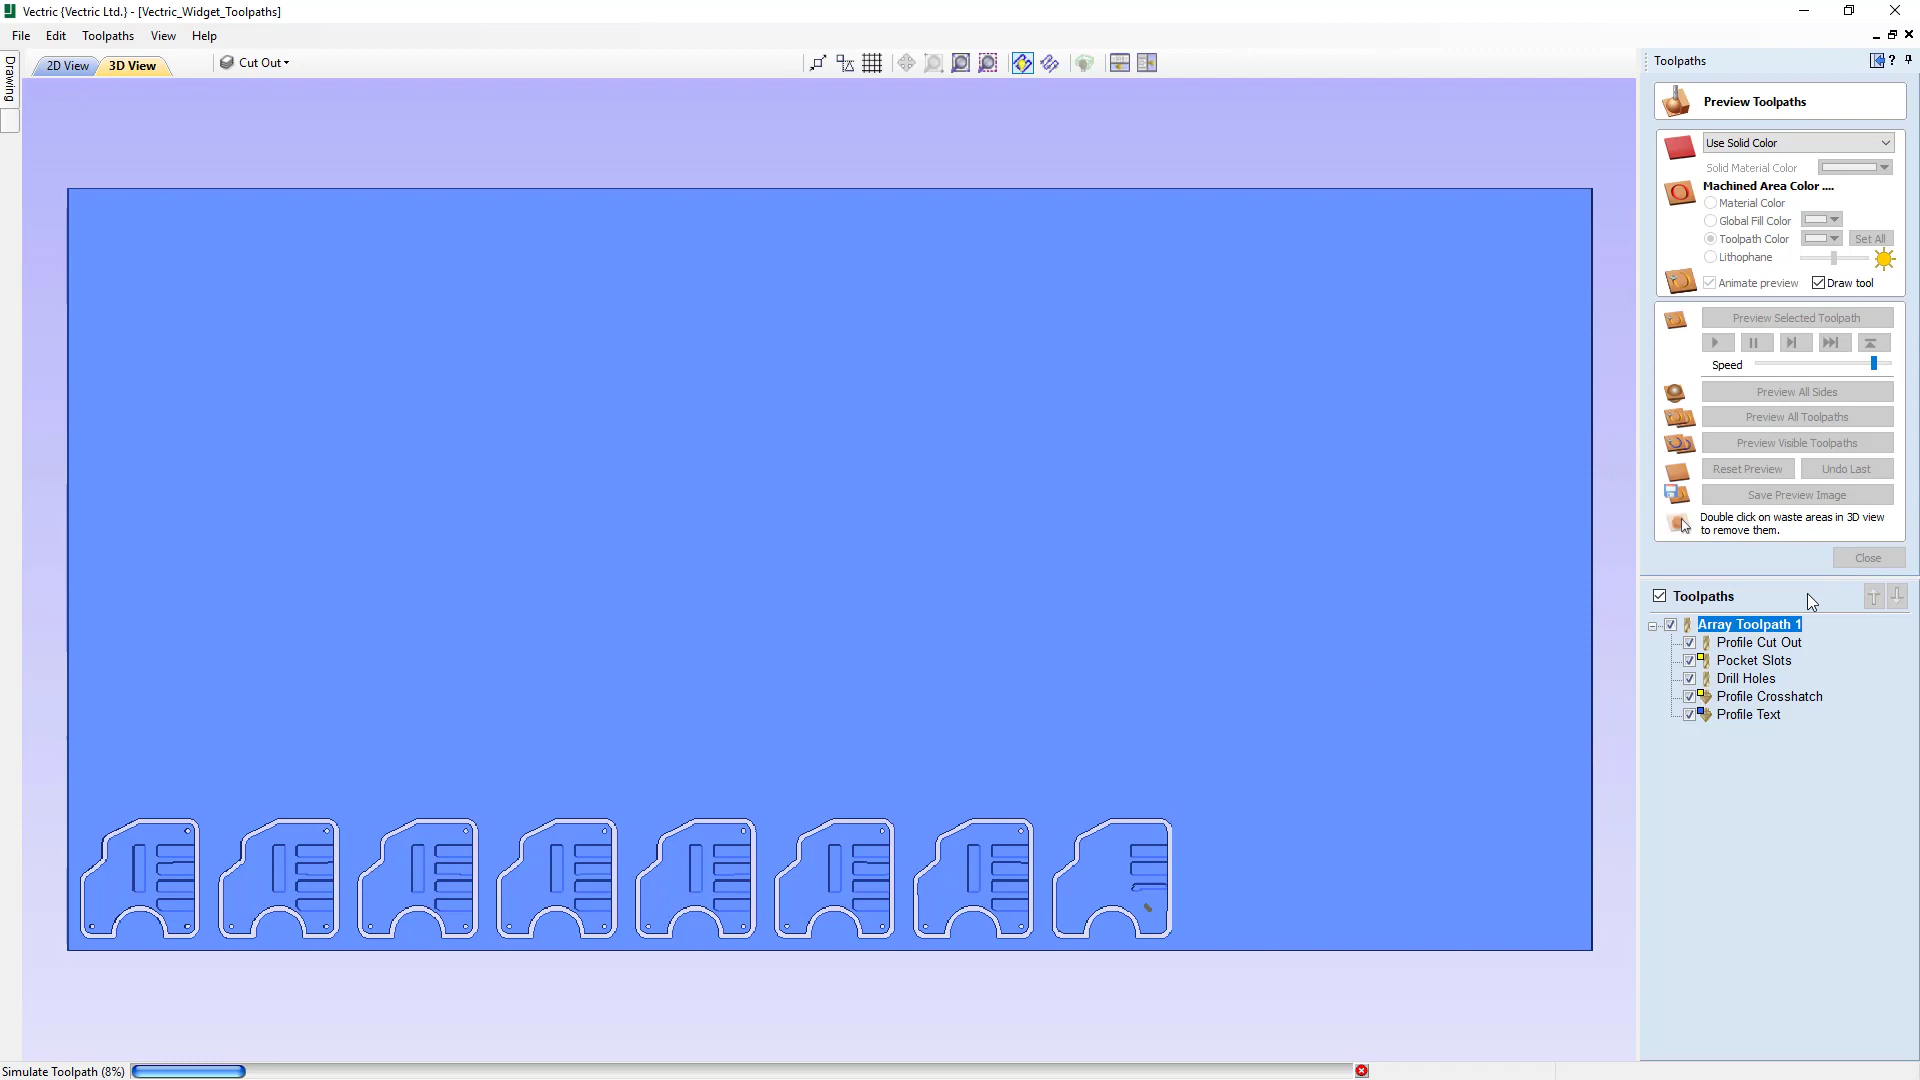 Vectric {Vectric Ltd.} - [Vectric_Widget_Toolpaths]
File Edit Toolpaths View Help
Drawing
2D View 3D View Cut Out
Toolpaths
Preview Toolpaths
Use Solid Color
Solid Material Color
Machined Area Color ....
Material Color
Global Fill Color
Toolpath Color Set All
Lithophane
Animate preview Draw tool
Preview Selected Toolpath
Speed
Preview All Sides
Preview All Toolpaths
Preview Visible Toolpaths
Reset Preview Undo Last
Save Preview Image
Double click on waste areas in 3D view
to remove them.
Close
Toolpaths
Array Toolpath 1
Profile Cut Out
Pocket Slots
Drill Holes
Profile Crosshatch
Profile Text
Simulate Toolpath (8%)